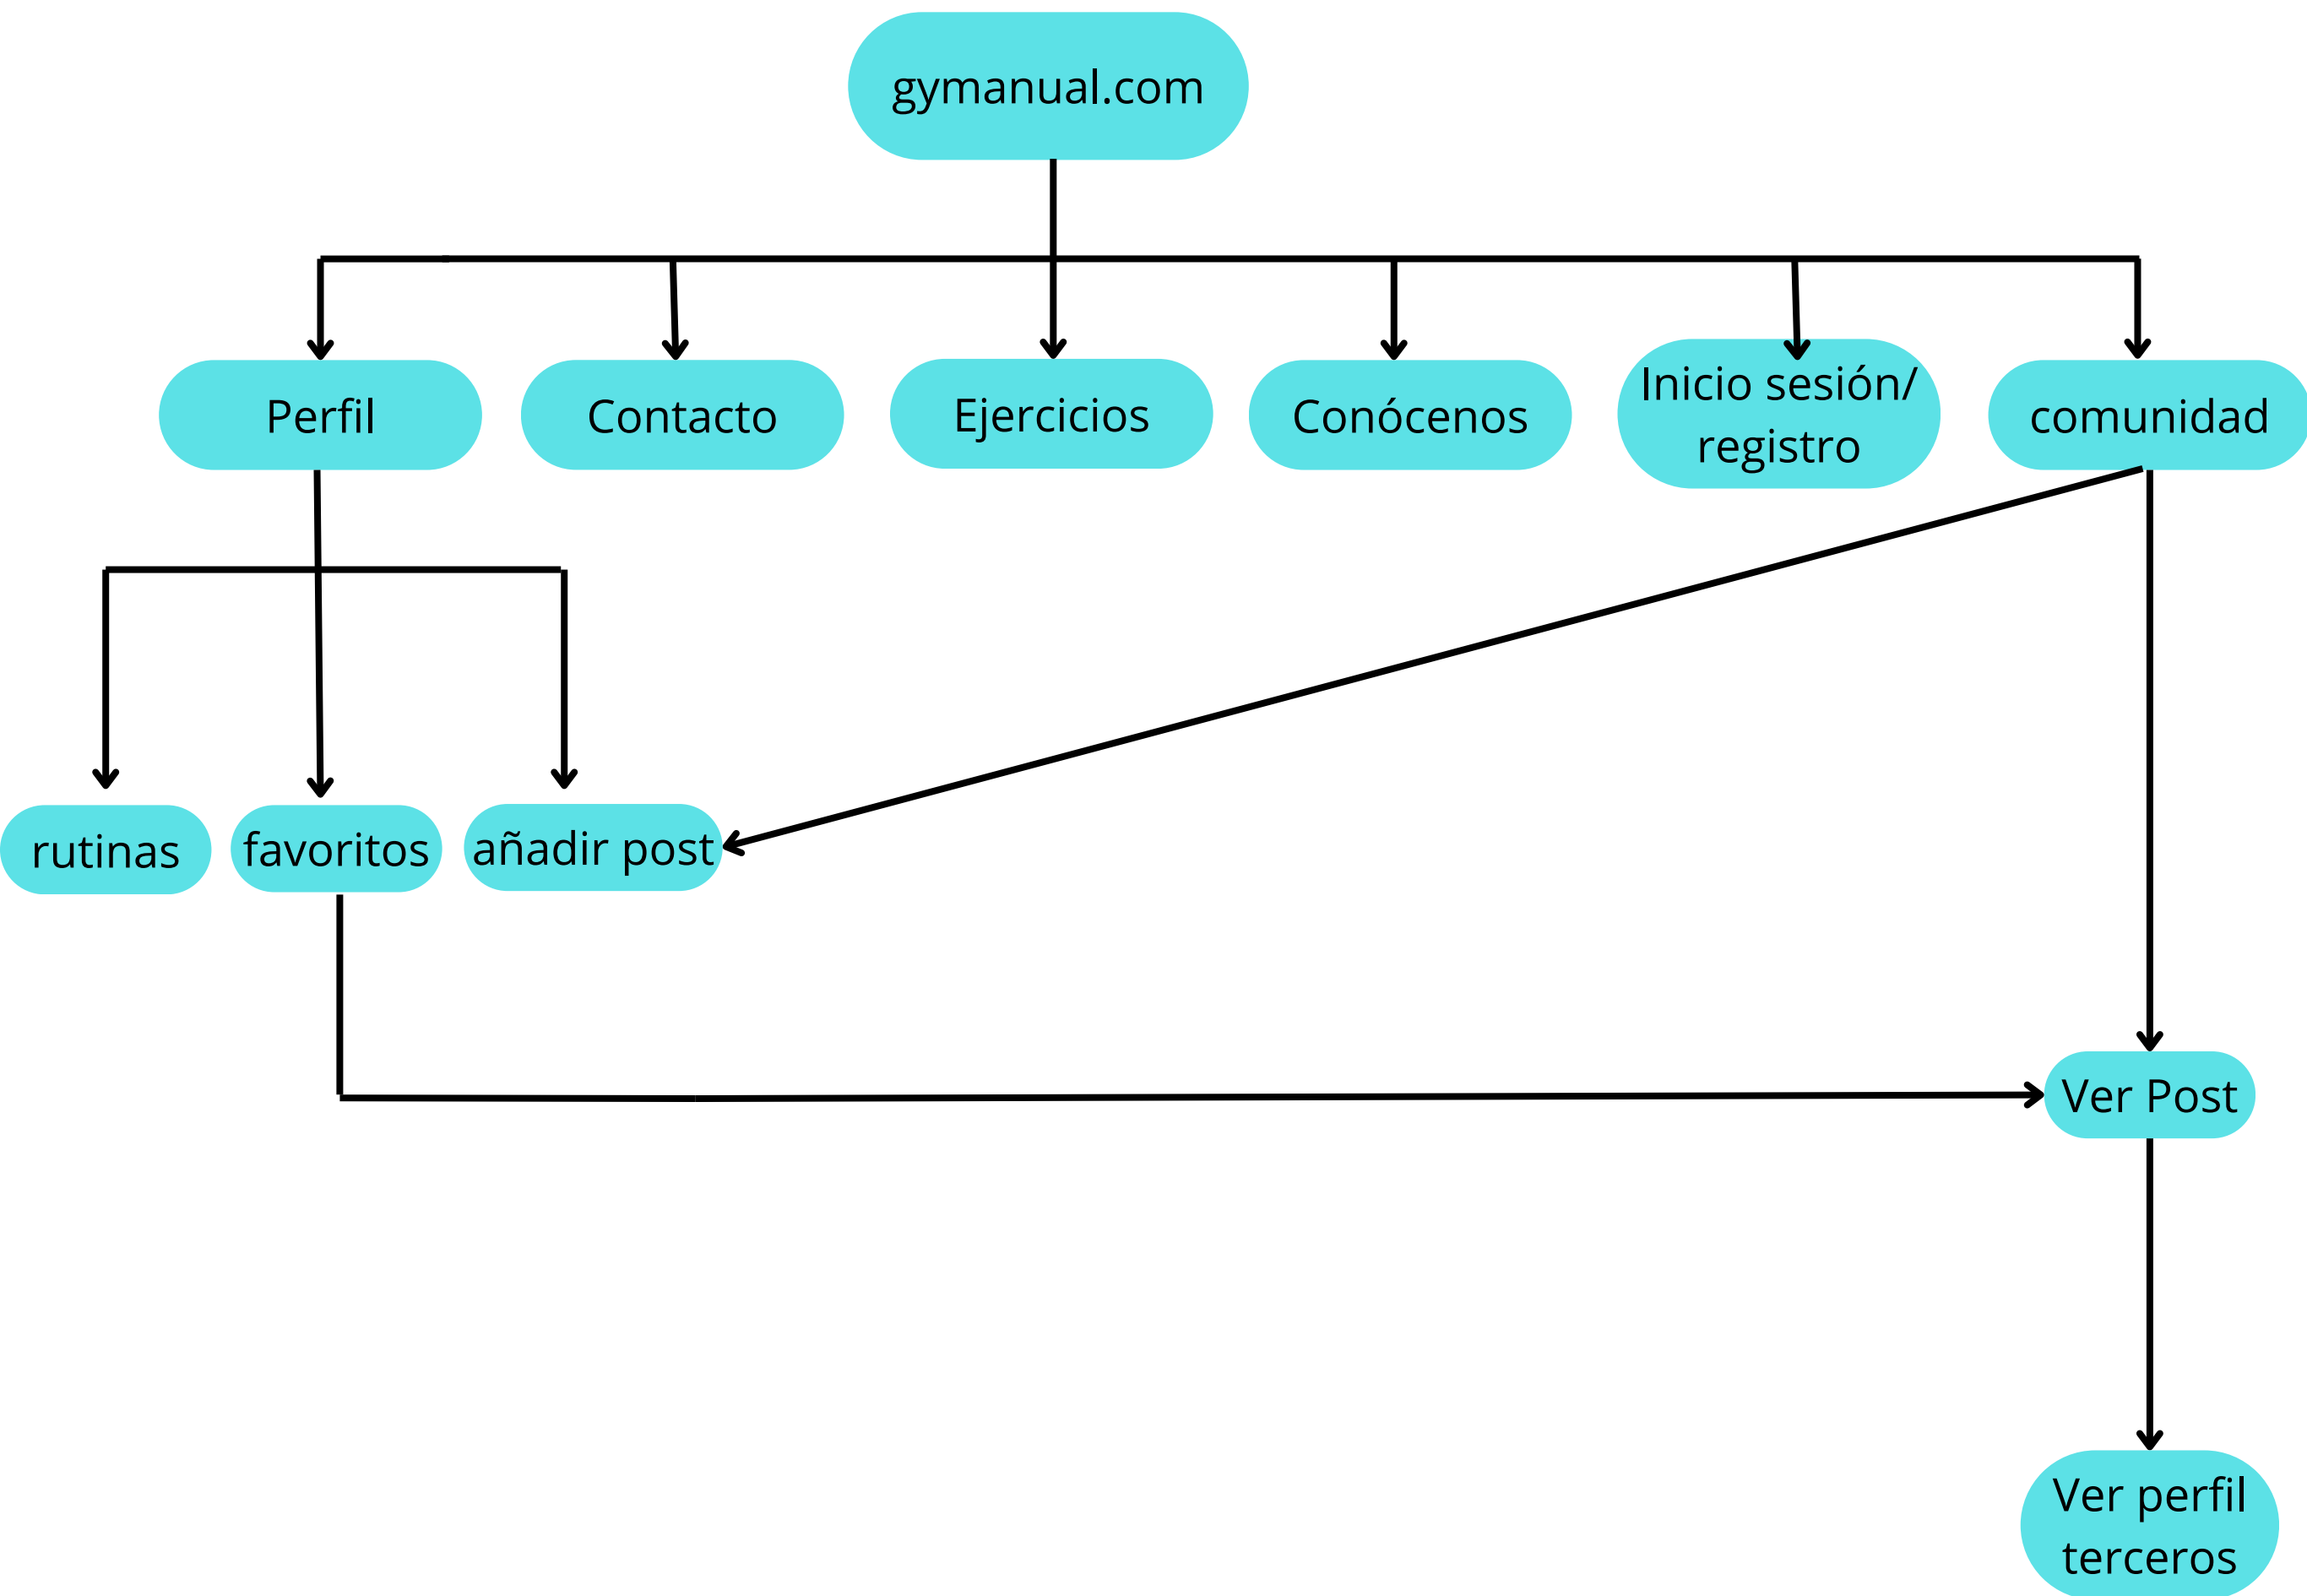 gymanual.com
Perfil
Contacto
Ejercicios
Conócenos
Inicio sesión/
registro
comunidad
rutinas
favoritos
añadir post
Ver Post
Ver perfil
terceros